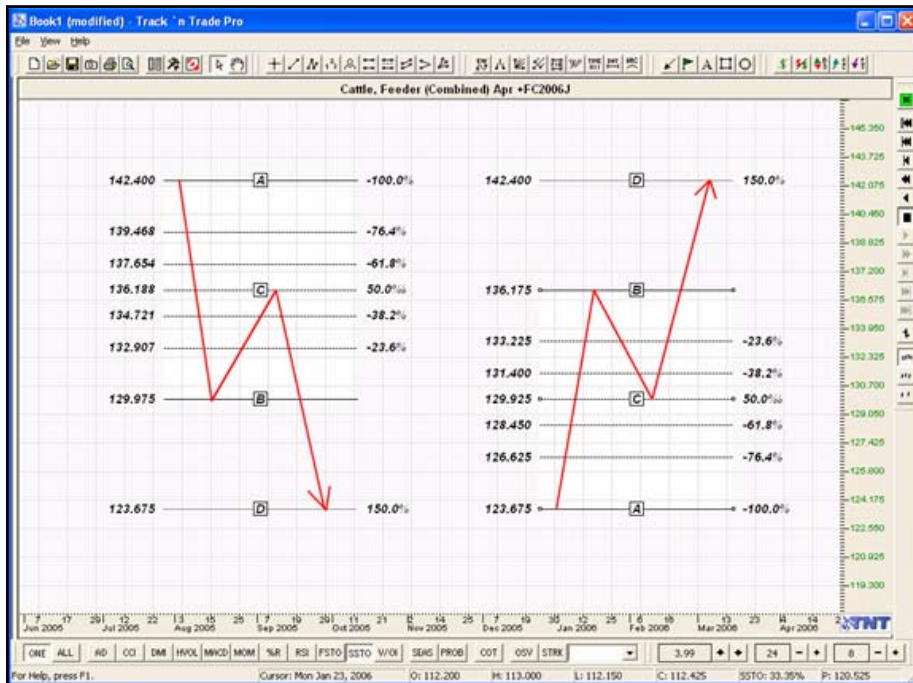 Book1 (modified) - Track 'n Trade Pro
File View Help
Cattle, Feeder (Combined) Apr +FC2006J
145.350
143.725
142.400 A -100.0% 142.400 D 150.0% 142.075
140.450
139.468 -76.4%
138.825
137.654 -61.8%
137.200
136.188 C 50.0% 136.175 B
135.575
134.721 -38.2%
133.950
133.225 -23.6%
132.907 -23.6%
132.325
131.400 -38.2%
130.700
129.975 B 129.925 C 50.0%
129.050
128.450 -61.8%
127.425
126.625 -76.4%
125.800
124.175
123.675 D 150.0% 123.675 A -100.0%
122.550
120.925
119.300
Jun 2005 Jul 2005 Aug 2005 Sep 2005 Oct 2005 Nov 2005 Dec 2005 Jan 2006 Feb 2006 Mar 2006 Apr 2006 TNT
ONE ALL AD CCI DMI HVOL MACD MOM %R RSI FSTO SSTO V/OI SEAS PROB COT OSV STRK 3.99 24 8
For Help, press F1. Cursor: Mon Jan 23, 2006 O: 112.200 H: 113.000 L: 112.150 C: 112.425 SSTO: 33.35% P: 120.525